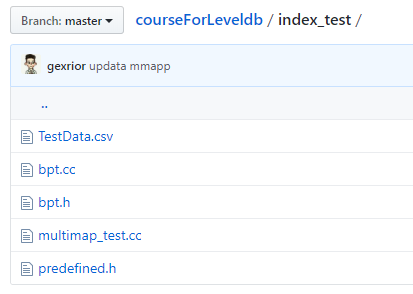 Branch: master courseForLeveldb / index_test /
gexrior updata mmapp
..
TestData.csv
bpt.cc
bpt.h
multimap_test.cc
predefined.h